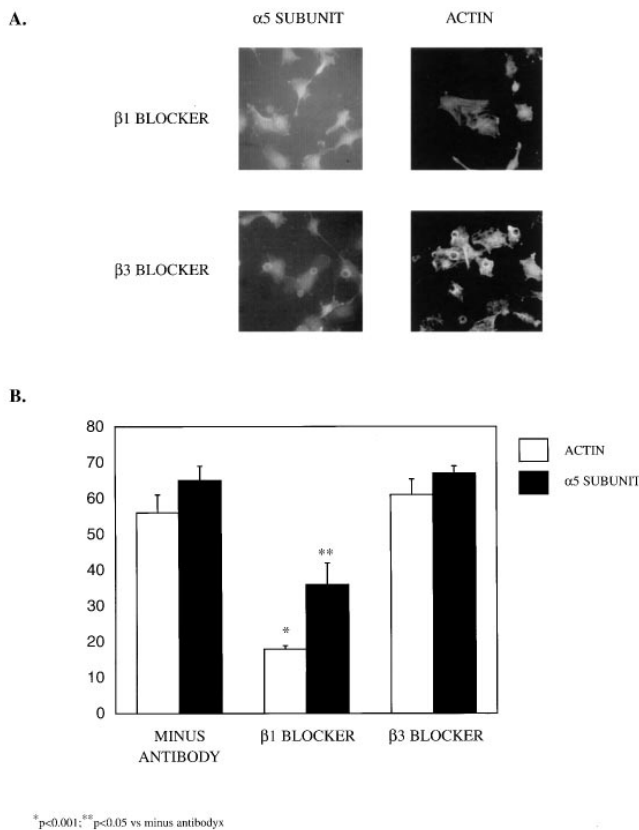 A.
α5 SUBUNIT
ACTIN
β1 BLOCKER
β3 BLOCKER
B.
80
70
60
50
40
30
20
10
0
*
**
MINUS
ANTIBODY
β1 BLOCKER
β3 BLOCKER
ACTIN
α5 SUBUNIT
*p<0.001; **p<0.05 vs minus antibodyx